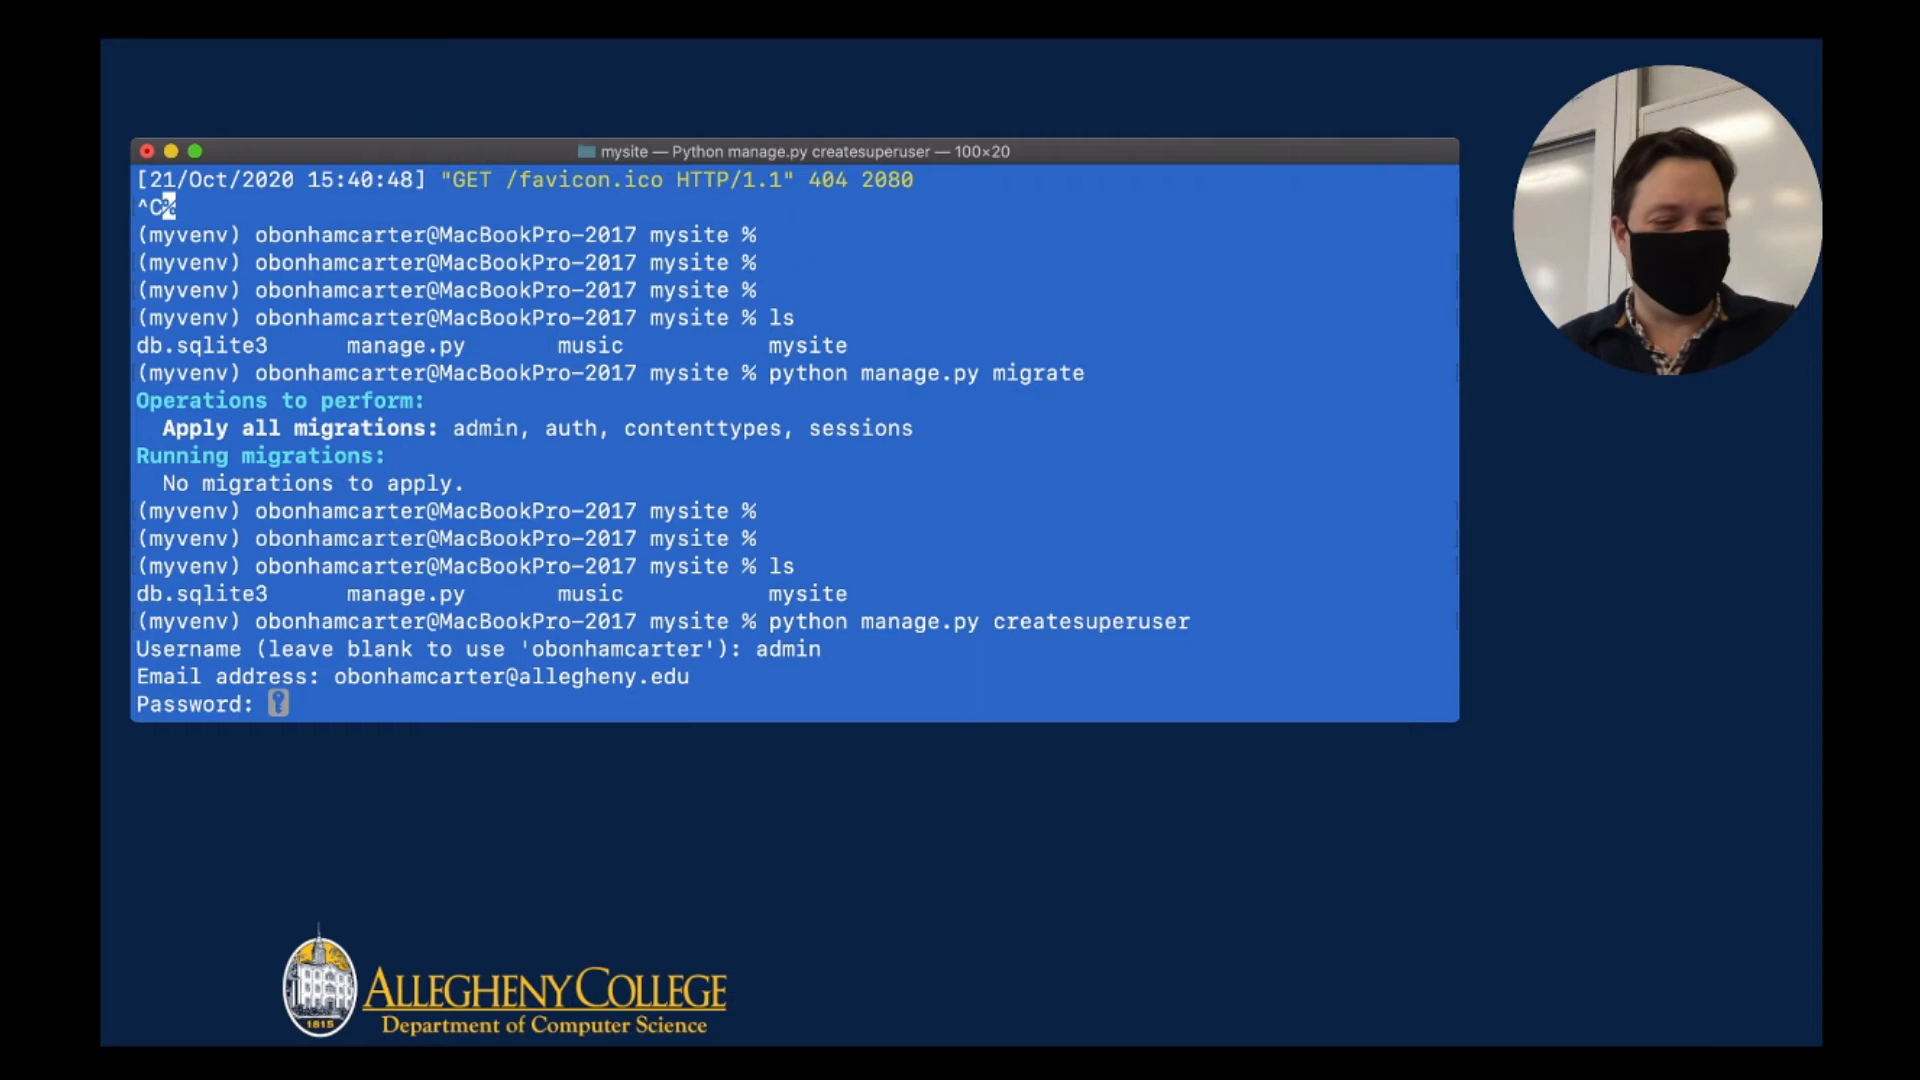 mysite — Python manage.py createsuperuser — 100×20
[21/Oct/2020 15:40:48] "GET /favicon.ico HTTP/1.1" 404 2080
^C%
(myvenv) obonhamcarter@MacBookPro-2017 mysite %
(myvenv) obonhamcarter@MacBookPro-2017 mysite %
(myvenv) obonhamcarter@MacBookPro-2017 mysite %
(myvenv) obonhamcarter@MacBookPro-2017 mysite % ls
db.sqlite3 manage.py music mysite
(myvenv) obonhamcarter@MacBookPro-2017 mysite % python manage.py migrate
Operations to perform:
Apply all migrations: admin, auth, contenttypes, sessions
Running migrations:
No migrations to apply.
(myvenv) obonhamcarter@MacBookPro-2017 mysite %
(myvenv) obonhamcarter@MacBookPro-2017 mysite %
(myvenv) obonhamcarter@MacBookPro-2017 mysite % ls
db.sqlite3 manage.py music mysite
(myvenv) obonhamcarter@MacBookPro-2017 mysite % python manage.py createsuperuser
Username (leave blank to use 'obonhamcarter'): admin
Email address: obonhamcarter@allegheny.edu
Password:
1815
ALLEGHENY COLLEGE
Department of Computer Science